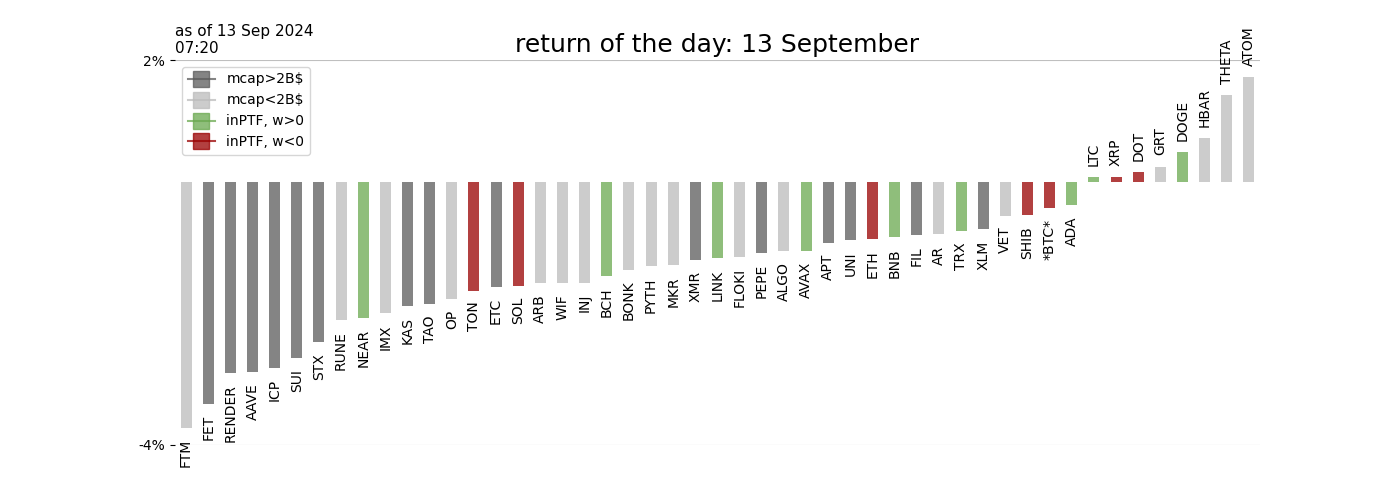 as of 13 Sep 2024
07:20
return of the day: 13 September
2%
-4%
mcap>2B$
mcap<2B$
inPTF, w>0
inPTF, w<0
FTM
FET
RENDER
AAVE
ICP
SUI
STX
RUNE
NEAR
IMX
KAS
TAO
OP
TON
ETC
SOL
ARB
WIF
INJ
BCH
BONK
PYTH
MKR
XMR
LINK
FLOKI
PEPE
ALGO
AVAX
APT
UNI
ETH
BNB
FIL
AR
TRX
XLM
VET
SHIB
*BTC*
ADA
LTC
XRP
DOT
GRT
DOGE
HBAR
THETA
ATOM